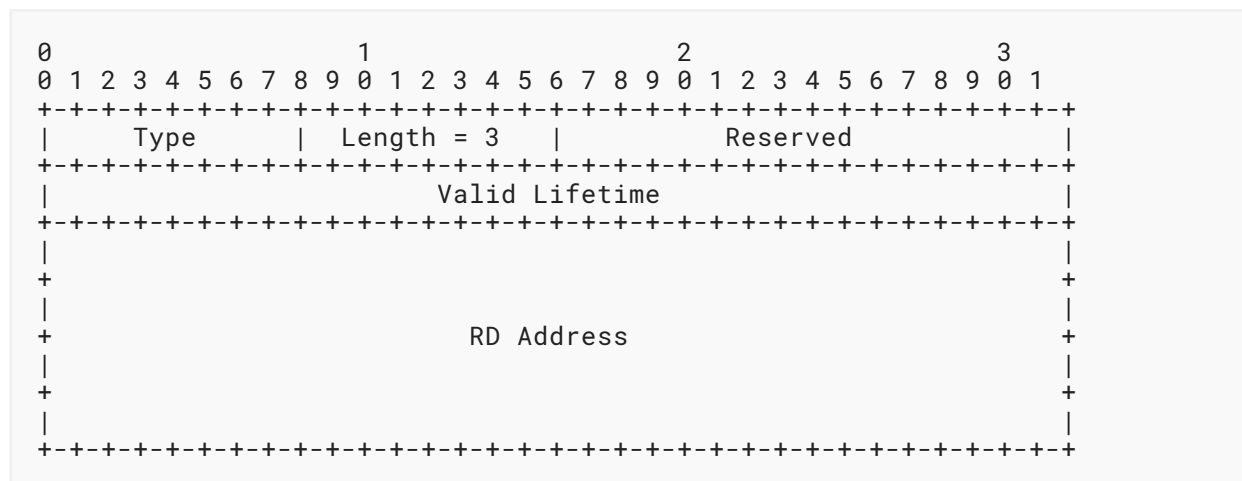 0                   1                   2                   3
0 1 2 3 4 5 6 7 8 9 0 1 2 3 4 5 6 7 8 9 0 1 2 3 4 5 6 7 8 9 0 1
+-+-+-+-+-+-+-+-+-+-+-+-+-+-+-+-+-+-+-+-+-+-+-+-+-+-+-+-+-+-+-+-+
|     Type      |  Length = 3   |          Reserved             |
+-+-+-+-+-+-+-+-+-+-+-+-+-+-+-+-+-+-+-+-+-+-+-+-+-+-+-+-+-+-+-+-+
|                        Valid Lifetime                         |
+-+-+-+-+-+-+-+-+-+-+-+-+-+-+-+-+-+-+-+-+-+-+-+-+-+-+-+-+-+-+-+-+
|                                                               |
+                                                               +
|                                                               |
+                          RD Address                           +
|                                                               |
+                                                               +
|                                                               |
+-+-+-+-+-+-+-+-+-+-+-+-+-+-+-+-+-+-+-+-+-+-+-+-+-+-+-+-+-+-+-+-+